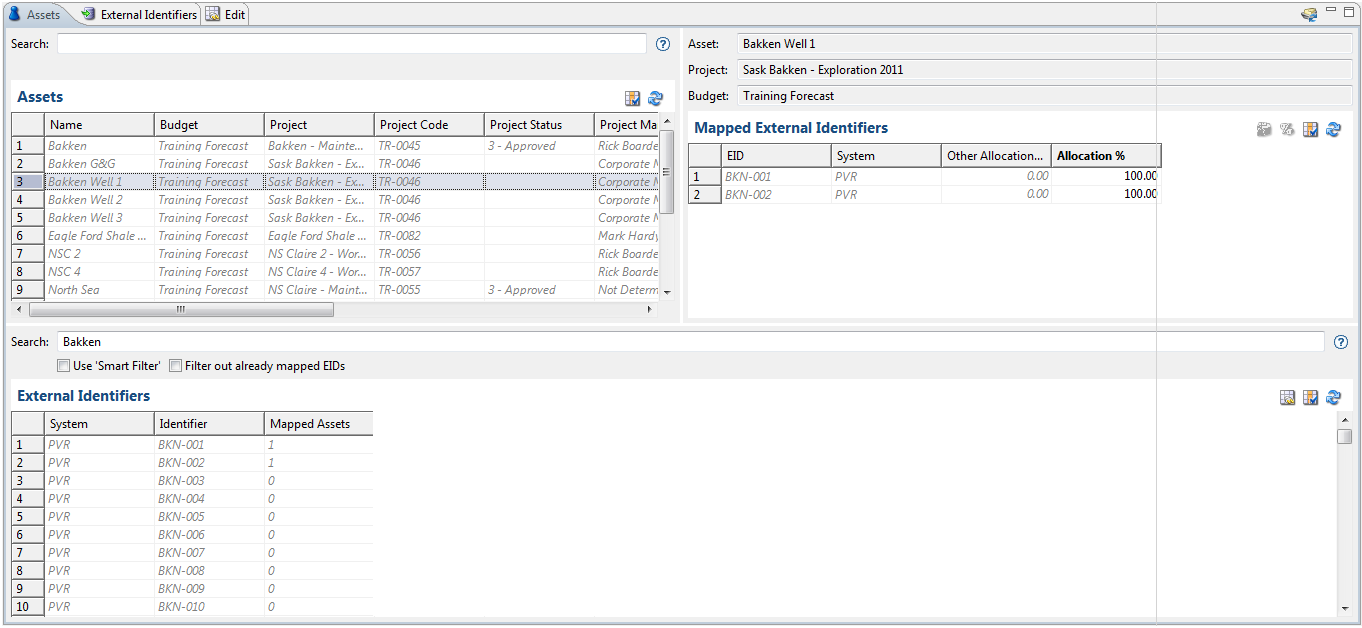 Assets External Identifiers Edit
Search:
Asset: Bakken Well 1
Project: Sask Bakken - Exploration 2011
Budget: Training Forecast
Assets
Name Budget Project Project Code Project Status Project Ma
1 Bakken Training Forecast Bakken - Mainte... TR-0045 3 - Approved Rick Boarde
2 Bakken G&G Training Forecast Sask Bakken - Ex... TR-0046 Corporate M
3 Bakken Well 1 Training Forecast Sask Bakken - Ex... TR-0046 Corporate M
4 Bakken Well 2 Training Forecast Sask Bakken - Ex... TR-0046 Corporate M
5 Bakken Well 3 Training Forecast Sask Bakken - Ex... TR-0046 Corporate M
6 Eagle Ford Shale ... Training Forecast Eagle Ford Shale ... TR-0082 Mark Hardy
7 NSC 2 Training Forecast NS Claire 2 - Wor... TR-0056 Rick Boarde
8 NSC 4 Training Forecast NS Claire 4 - Wor... TR-0057 Rick Boarde
9 North Sea Training Forecast NS Claire - Maint... TR-0055 3 - Approved Not Determ
Mapped External Identifiers
EID System Other Allocation... Allocation %
1 BKN-001 PVR 0.00 100.00
2 BKN-002 PVR 0.00 100.00
Search: Bakken
Use 'Smart Filter' Filter out already mapped EIDs
External Identifiers
System Identifier Mapped Assets
1 PVR BKN-001 1
2 PVR BKN-002 1
3 PVR BKN-003 0
4 PVR BKN-004 0
5 PVR BKN-005 0
6 PVR BKN-006 0
7 PVR BKN-007 0
8 PVR BKN-008 0
9 PVR BKN-009 0
10 PVR BKN-010 0